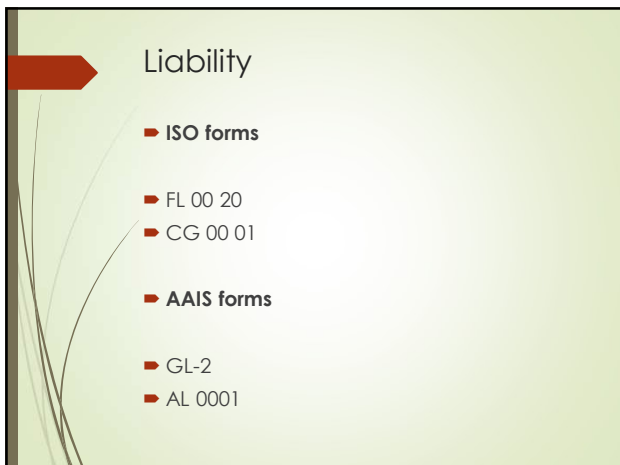 Liability
ISO forms
FL 00 20
CG 00 01
AAIS forms
GL-2
AL 0001